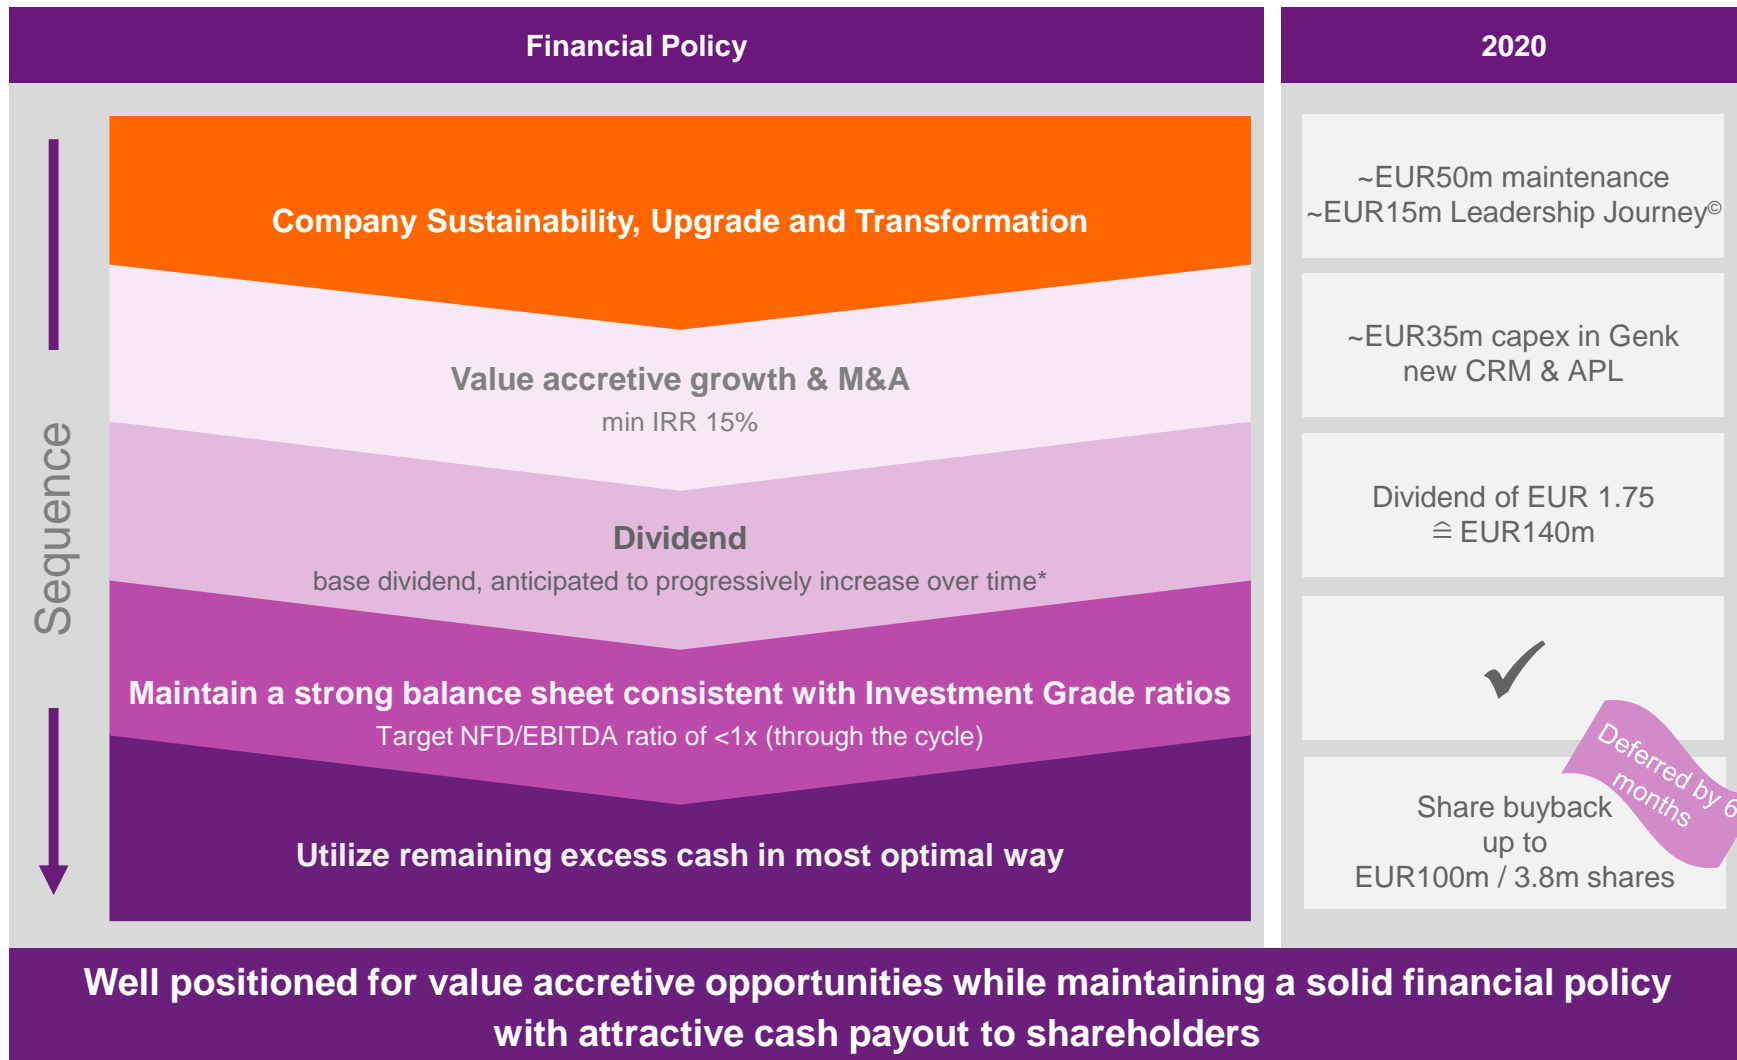 Financial Policy
2020
Sequence
Company Sustainability, Upgrade and Transformation
~EUR50m maintenance
~EUR15m Leadership Journey©
Value accretive growth & M&A
min IRR 15%
~EUR35m capex in Genk
new CRM & APL
Dividend
base dividend, anticipated to progressively increase over time*
Dividend of EUR 1.75
≙ EUR140m
Maintain a strong balance sheet consistent with Investment Grade ratios
Target NFD/EBITDA ratio of <1x (through the cycle)
✓
Utilize remaining excess cash in most optimal way
Deferred by 6
months
Share buyback
up to
EUR100m / 3.8m shares
Well positioned for value accretive opportunities while maintaining a solid financial policy
with attractive cash payout to shareholders